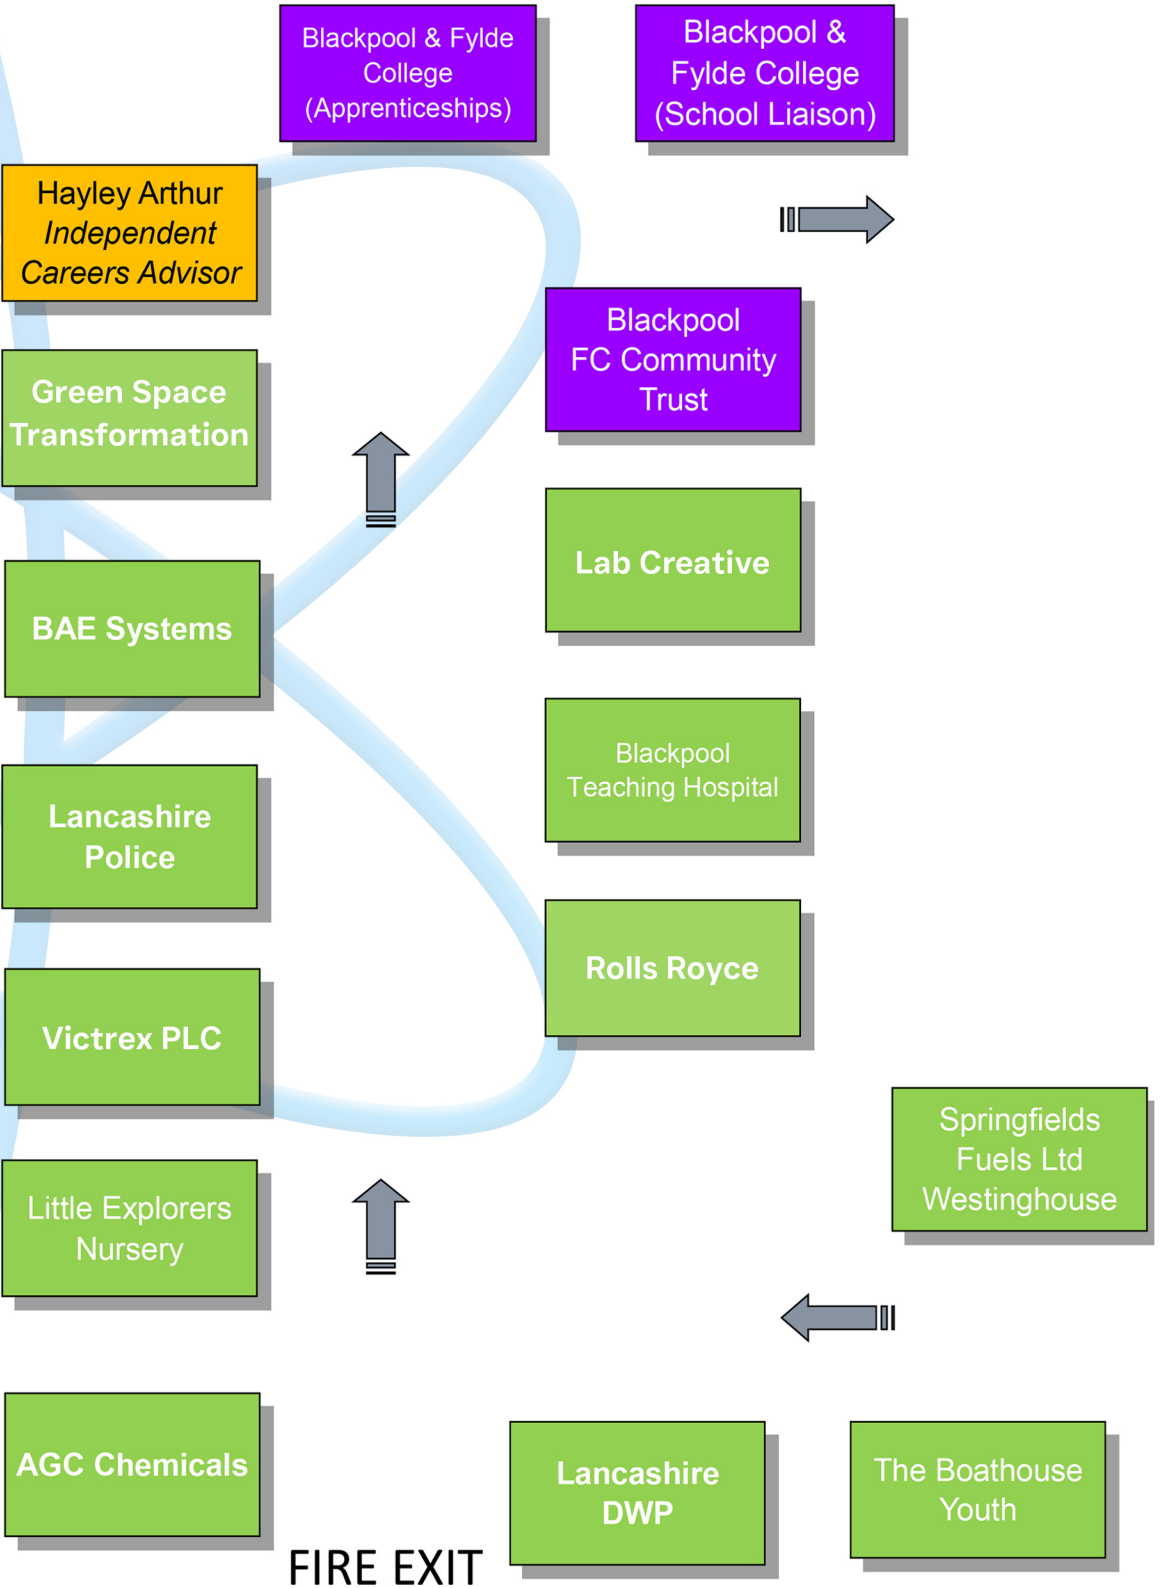 Blackpool & Fylde
College
(Apprenticeships)
Blackpool &
Fylde College
(School Liaison)
Hayley Arthur
Independent
Careers Advisor
Blackpool
FC Community
Trust
Green Space
Transformation
Lab Creative
BAE Systems
Blackpool
Teaching Hospital
Lancashire
Police
Rolls Royce
Victrex PLC
Springfields
Fuels Ltd
Westinghouse
Little Explorers
Nursery
AGC Chemicals
Lancashire
DWP
The Boathouse
Youth
FIRE EXIT